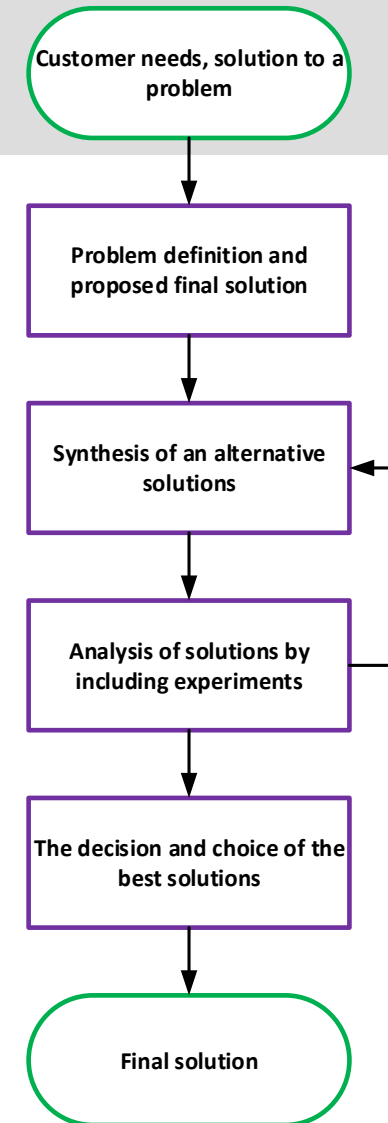 Customer needs, solution to a
problem
Problem definition and
proposed final solution
Synthesis of an alternative
solutions
Analysis of solutions by
including experiments
The decision and choice of the
best solutions
Final solution